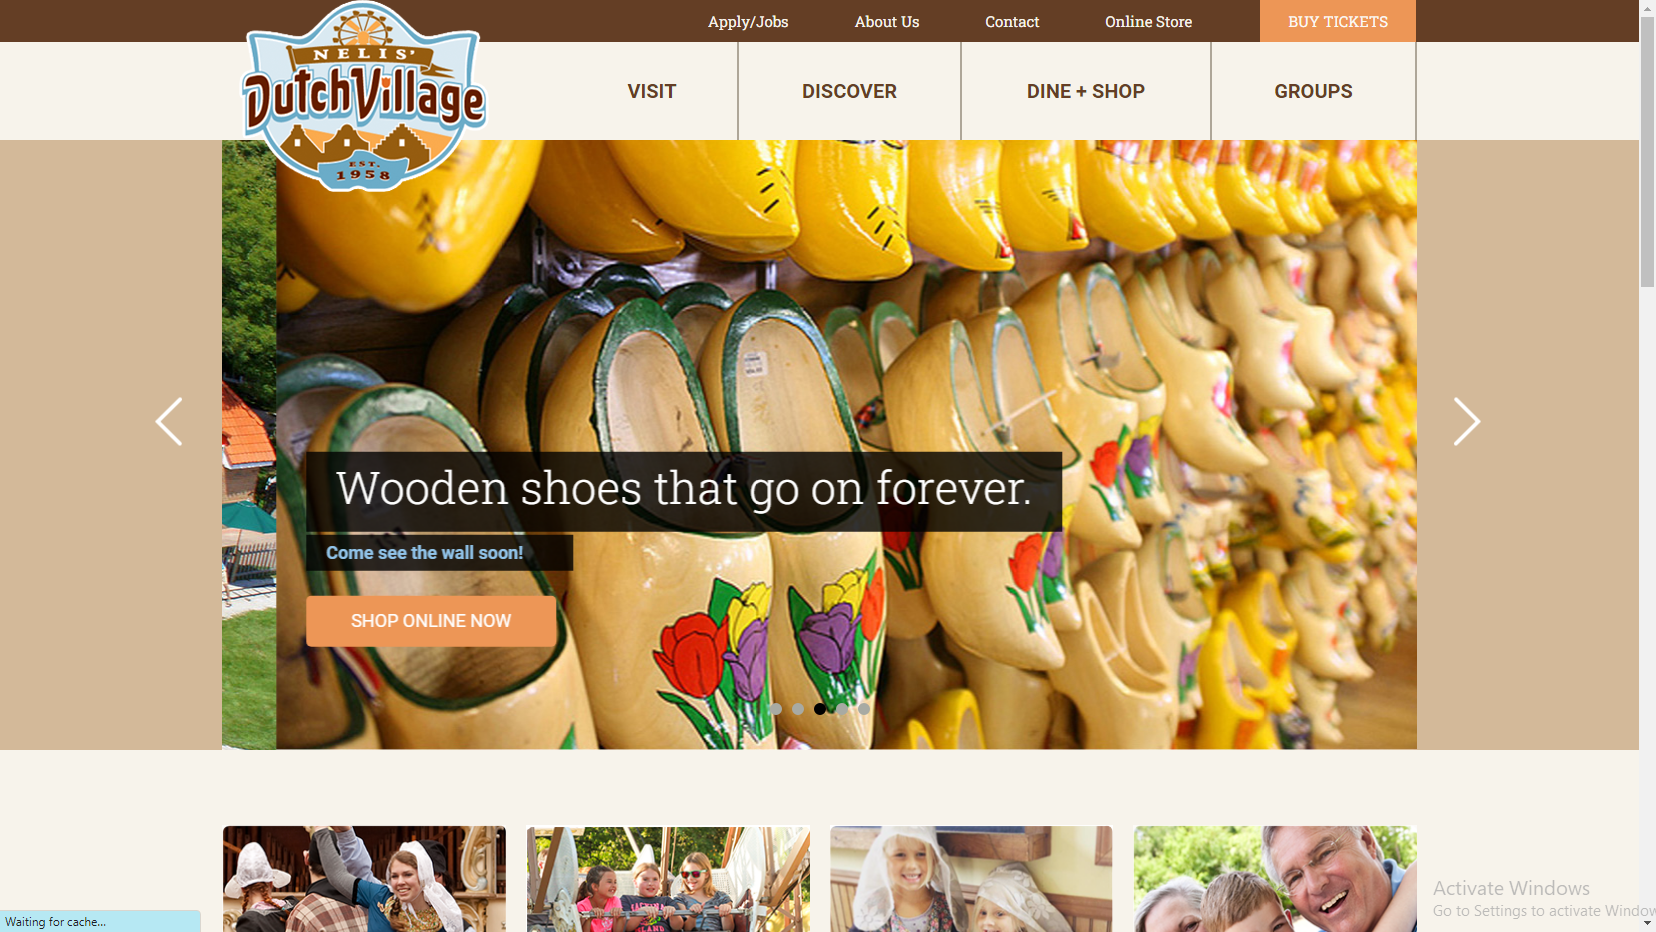 Apply/Jobs
About Us
Contact
Online Store
BUY TICKETS
NELIS'
DutchVillage
EST.
1958
VISIT
DISCOVER
DINE + SHOP
GROUPS
Wooden shoes that go on forever.
Come see the wall soon!
SHOP ONLINE NOW
Activate Windows
Go to Settings to activate Window
Waiting for cache...